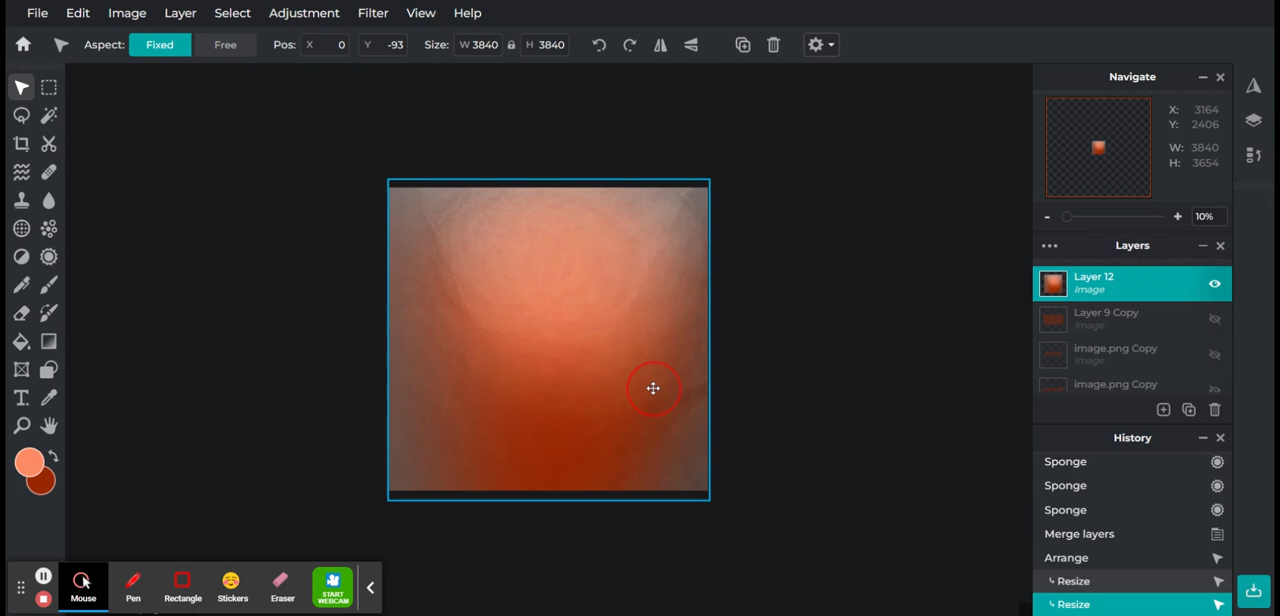 File Edit Image Layer Select Adjustment Filter View Help
Aspect: Fixed Free Pos: X 0 Y -93 Size: W 3840 H 3840
Navigate
X: 3164
Y: 2406
W: 3840
H: 3654
- + 10%
Layers
Layer 12
Image
Layer 9 Copy
Image
image.png Copy
Image
image.png Copy
History
Sponge
Sponge
Sponge
Merge layers
Arrange
Resize
Resize
T
START
WEBCAM
Mouse Pen Rectangle Stickers Eraser